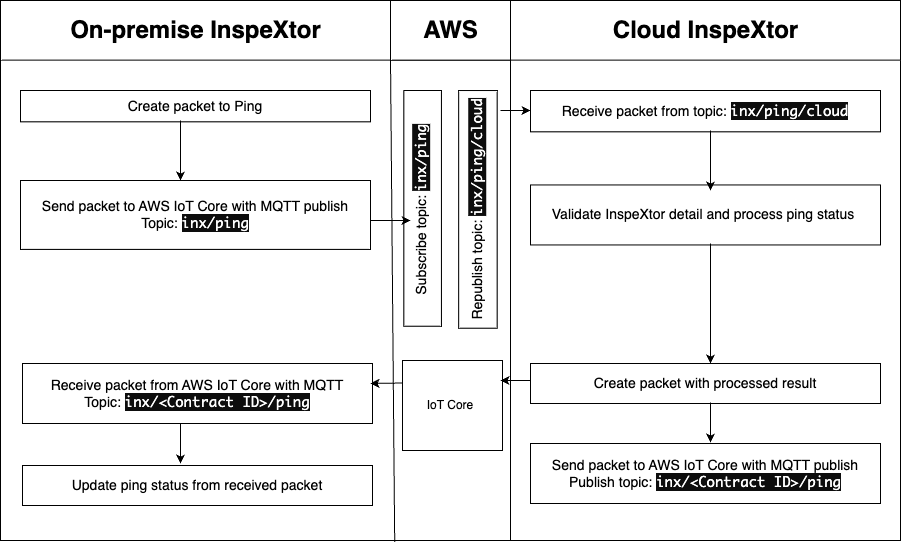 On-premise InspeXtor
AWS
Cloud InspeXtor
Create packet to Ping
Send packet to AWS IoT Core with MQTT publish
Topic: inx/ping
Subscribe topic: inx/ping
Republish topic: inx/ping/cloud
Receive packet from topic: inx/ping/cloud
Validate InspeXtor detail and process ping status
Create packet with processed result
Send packet to AWS IoT Core with MQTT publish
Publish topic: inx/<Contract ID>/ping
IoT Core
Receive packet from AWS IoT Core with MQTT
Topic: inx/<Contract ID>/ping
Update ping status from received packet